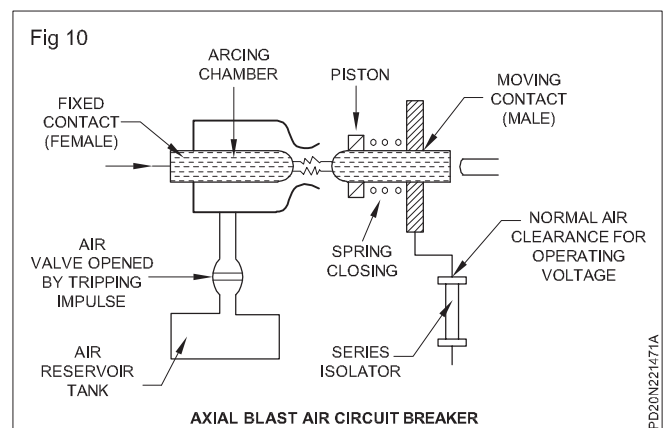 Fig 10
ARCING
CHAMBER
PISTON
MOVING
CONTACT
(MALE)
FIXED
CONTACT
(FEMALE)
AIR
VALVE OPENED
BY TRIPPING
IMPULSE
SPRING
CLOSING
NORMAL AIR
CLEARANCE FOR
OPERATING
VOLTAGE
AIR
RESERVOIR
TANK
SERIES
ISOLATOR
AXIAL BLAST AIR CIRCUIT BREAKER
PD20N221471A